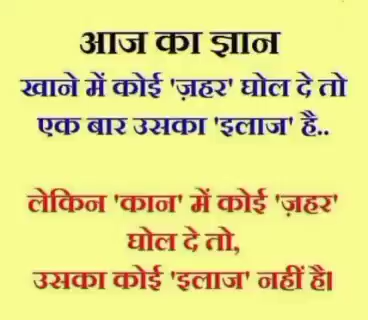 आज का ज्ञान
खाने में कोई 'ज़हर' घोल दे तो
एक बार उसका 'इलाज' है..
लेकिन 'कान' में कोई 'ज़हर'
घोल दे तो,
उसका कोई 'इलाज' नहीं है।